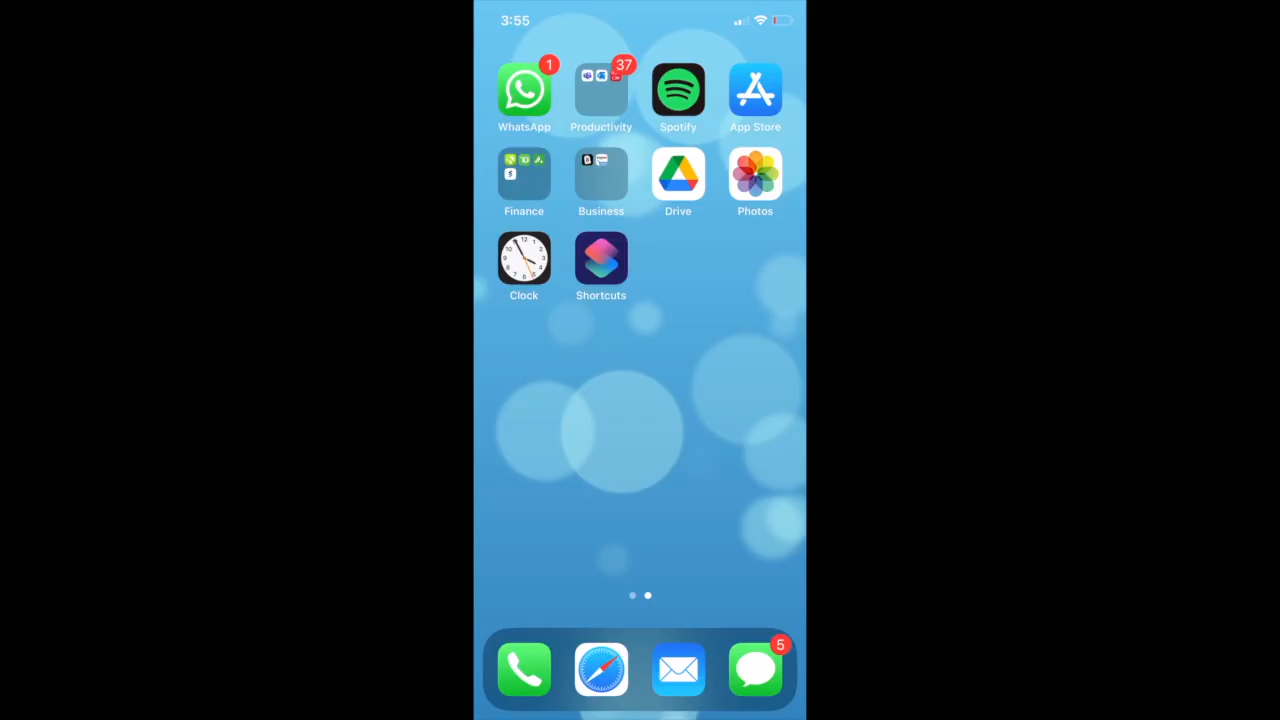 3:55
1
37
WhatsApp Productivity Spotify App Store
Finance Business Drive Photos
Clock Shortcuts
5